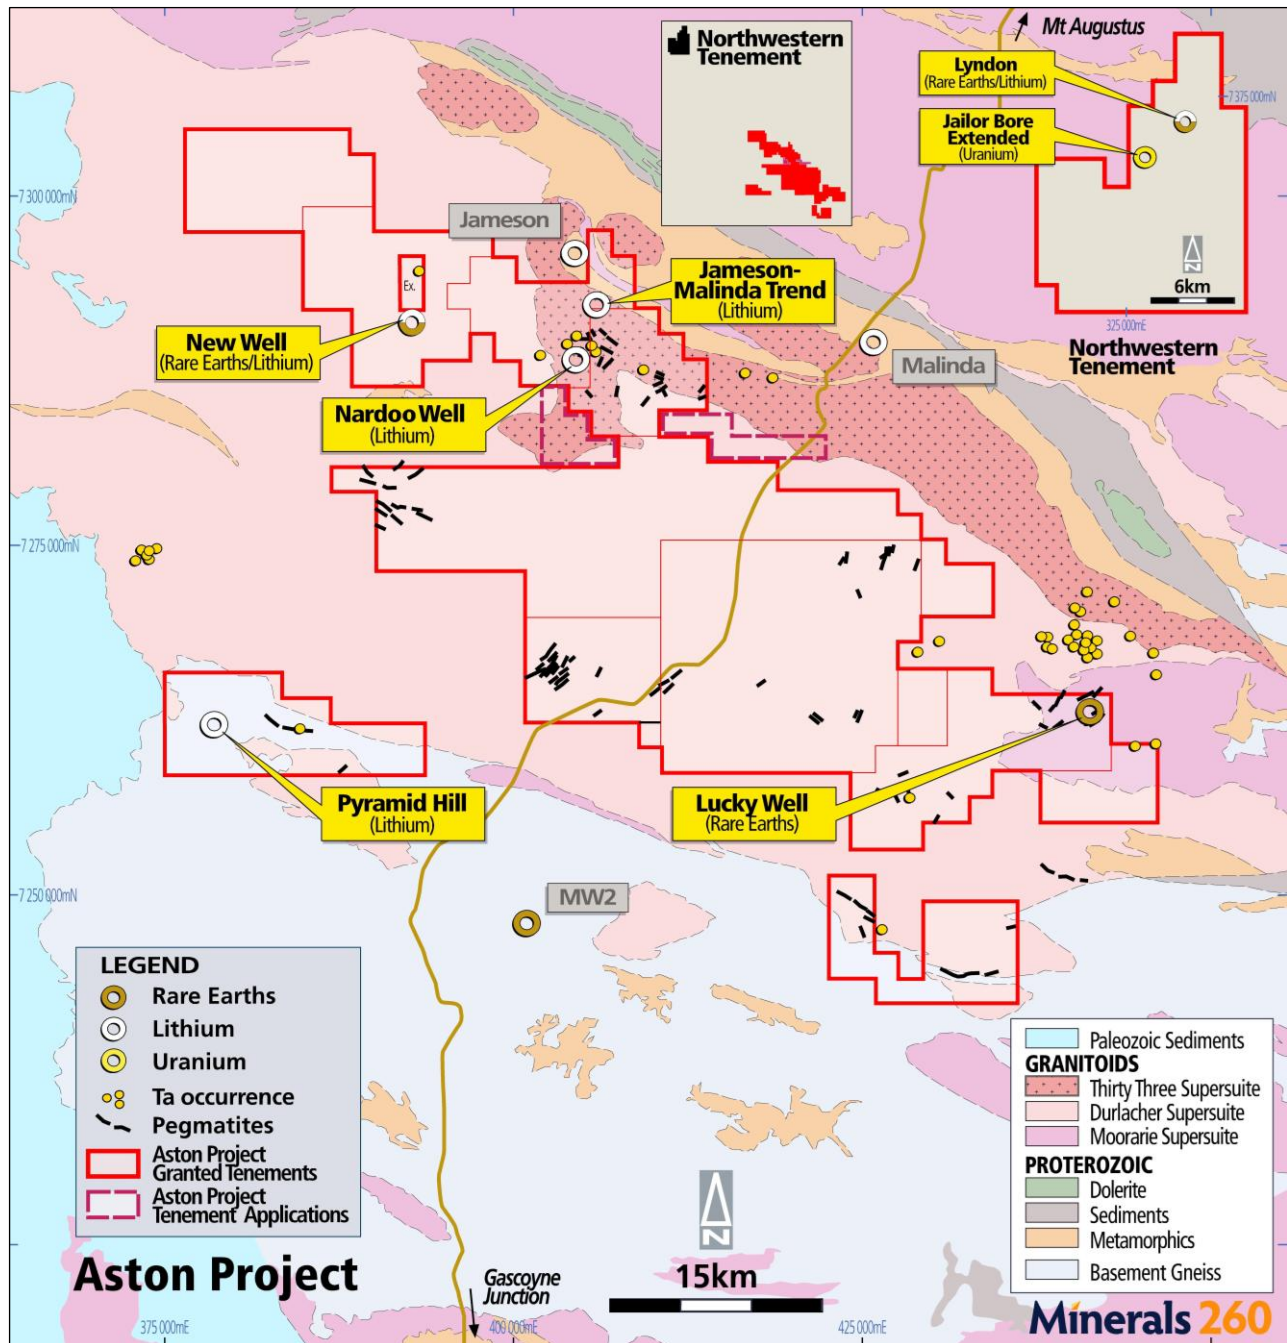 Mt Augustus
Northwestern
Tenement
Lyndon
(Rare Earths/Lithium)
7 375 000mN
Jailor Bore
Extended
(Uranium)
7 300 000mN
Jameson
Ex.
Jameson-
Malinda Trend
(Lithium)
N
6km
325 000mE
New Well
(Rare Earths/Lithium)
Northwestern
Tenement
Malinda
Nardoo Well
(Lithium)
7 275 000mN
Pyramid Hill
(Lithium)
Lucky Well
(Rare Earths)
7 250 000mN
MW2
LEGEND
Rare Earths
Lithium
Uranium
Ta occurrence
Pegmatites
Aston Project
Granted Tenements
Aston Project
Tenement Applications
Paleozoic Sediments
GRANITOIDS
Thirty Three Supersuite
Durlacher Supersuite
Moorarie Supersuite
PROTEROZOIC
Dolerite
Sediments
Metamorphics
Basement Gneiss
N
Aston Project
15km
Gascoyne
Junction
Minerals 260
375 000mE
400 000mE
425 000mE